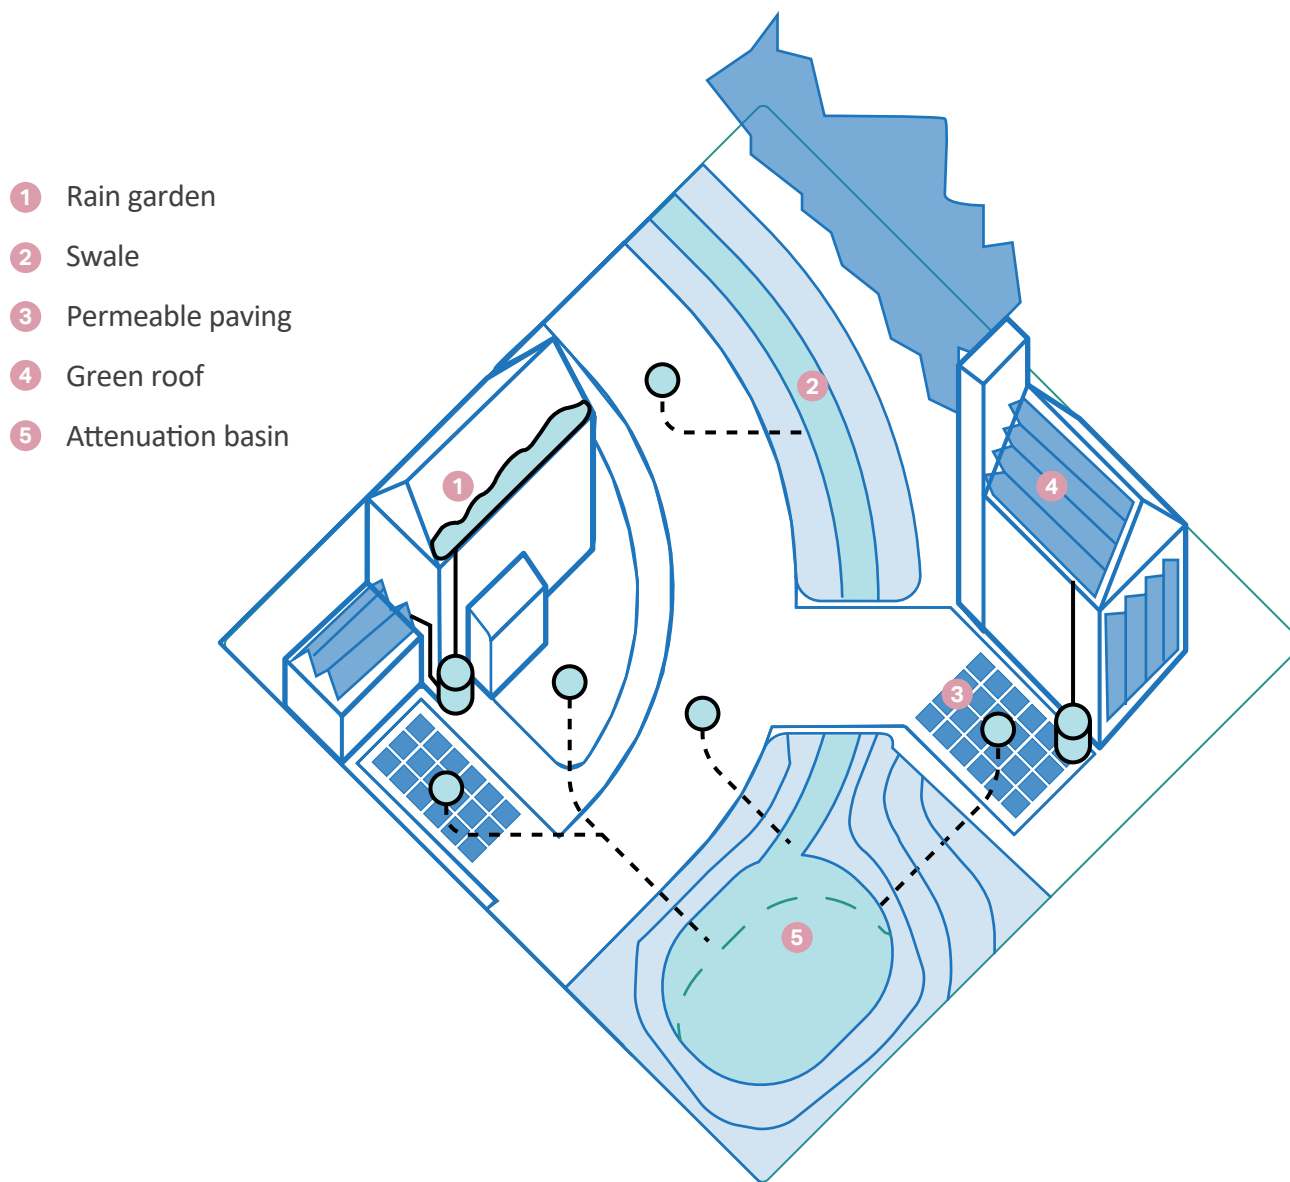 1 Rain garden
2 Swale
3 Permeable paving
4 Green roof
5 Attenuation basin
2
1
4
3
5